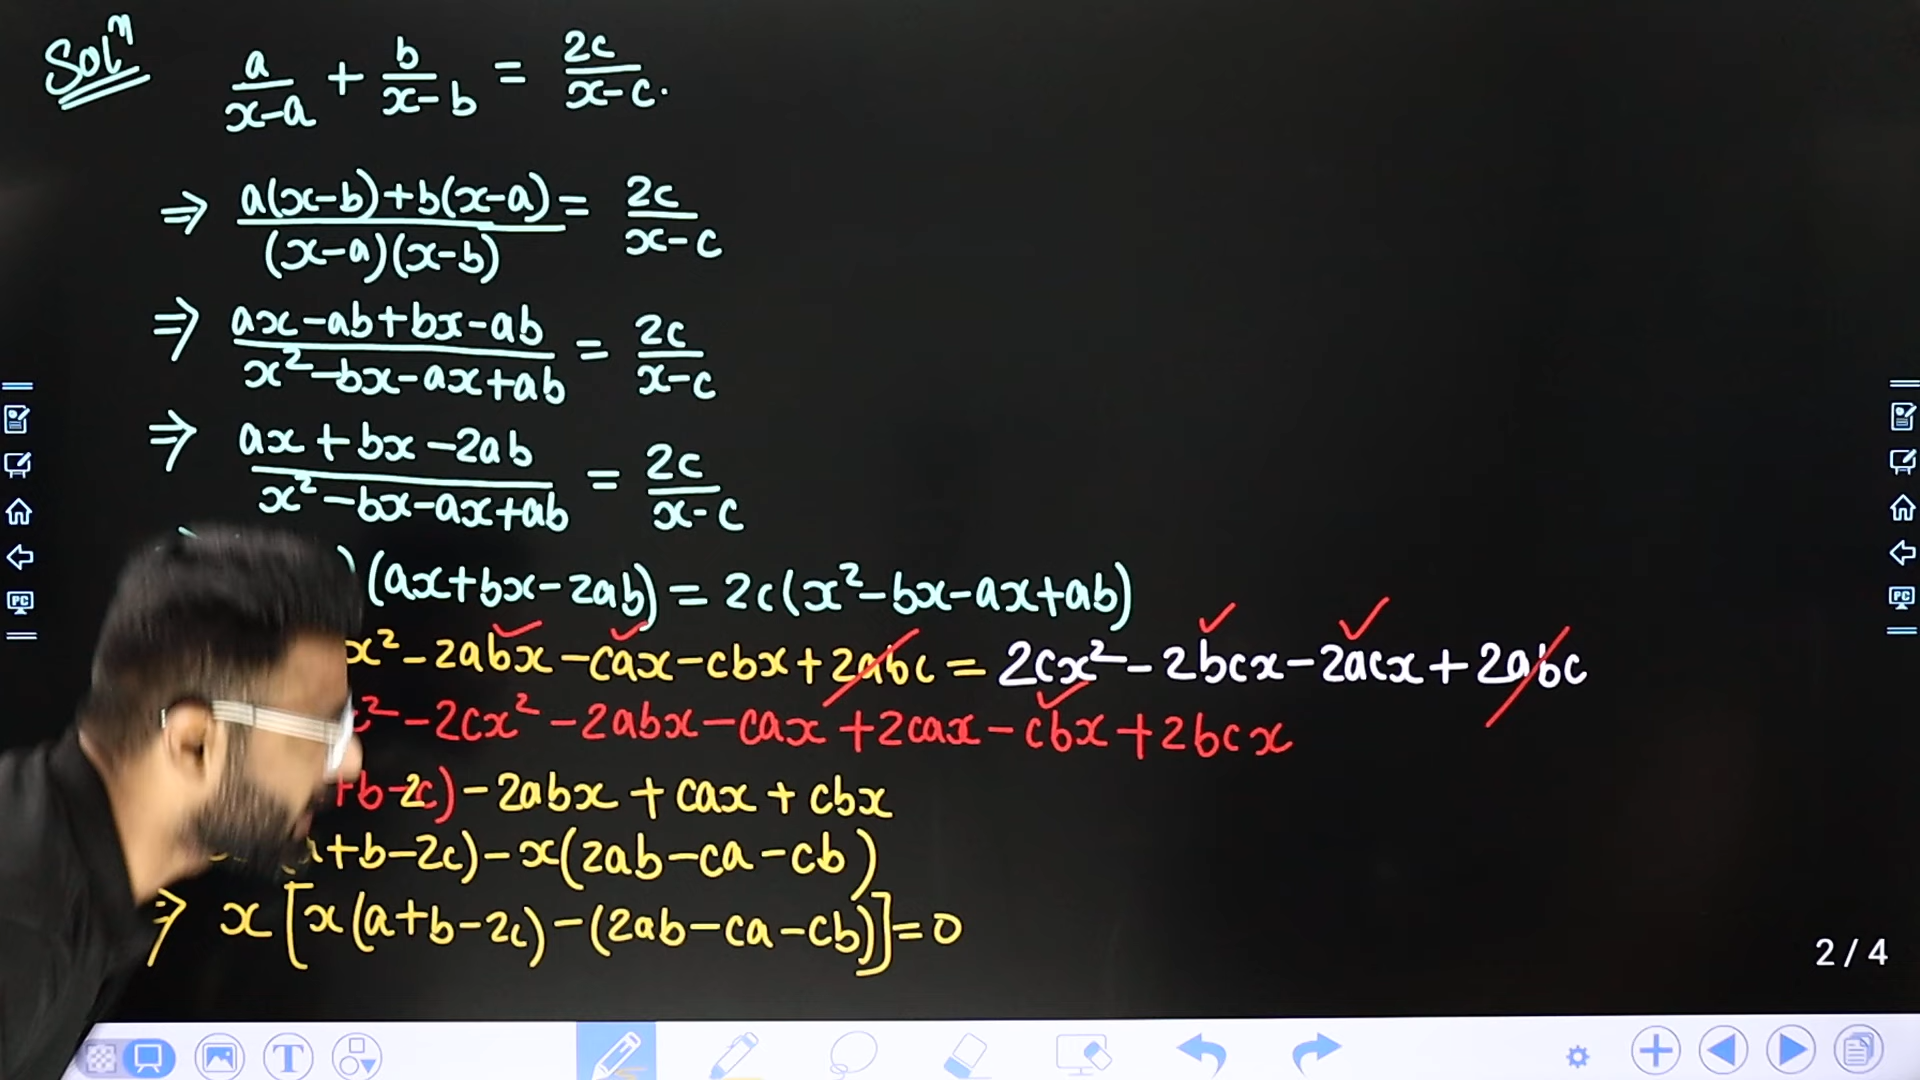 Solⁿ
a/(x-a) + b/(x-b) = 2c/(x-c).
⇒ (a(x-b)+b(x-a))/((x-a)(x-b)) = 2c/(x-c)
⇒ (ax-ab+bx-ab)/(x²-bx-ax+ab) = 2c/(x-c)
⇒ (ax+bx-2ab)/(x²-bx-ax+ab) = 2c/(x-c)
)(ax+bx-2ab) = 2c(x²-bx-ax+ab)
x²-2abx-cax-cbx+2abc = 2cx²-2bcx-2acx+2abc
²-2cx²-2abx-cax+2cax-cbx+2bcx
+b-2c)-2abx+cax+cbx
+b-2c)-x(2ab-ca-cb)
⇒ x[x(a+b-2c)-(2ab-ca-cb)]=0
2 / 4
PC
PC
T